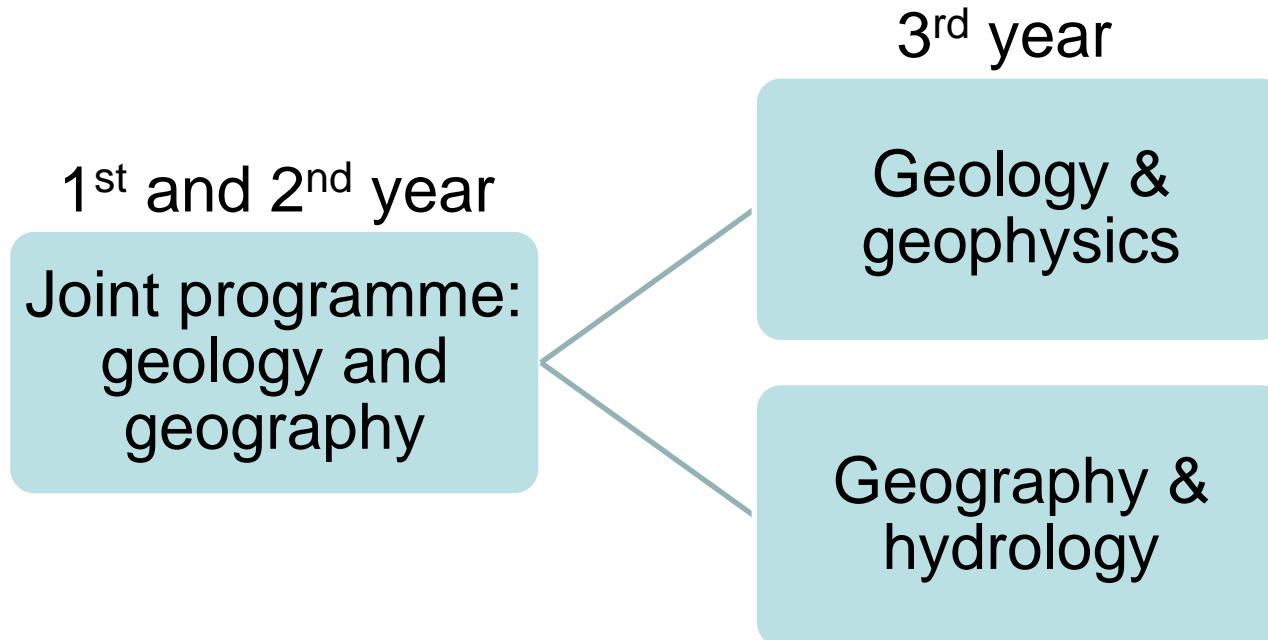 1st and 2nd year
Joint programme:
geology and
geography
3rd year
Geology &
geophysics
Geography &
hydrology